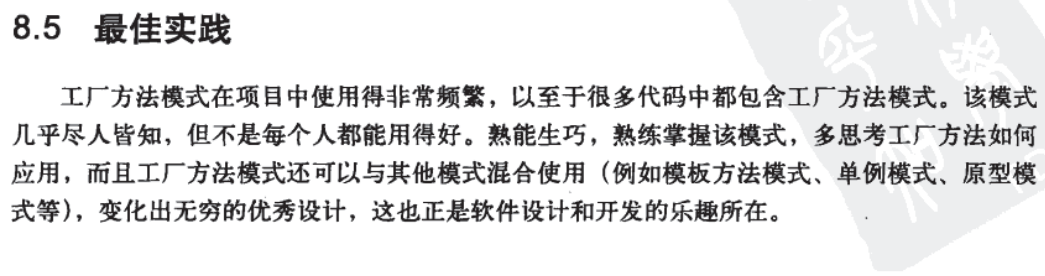 8.5 最佳实践
工厂方法模式在项目中使用得非常频繁，以至于很多代码中都包含工厂方法模式。该模式
几乎尽人皆知，但不是每个人都能用得好。熟能生巧，熟练掌握该模式，多思考工厂方法如何
应用，而且工厂方法模式还可以与其他模式混合使用（例如模板方法模式、单例模式、原型模
式等），变化出无穷的优秀设计，这也正是软件设计和开发的乐趣所在。